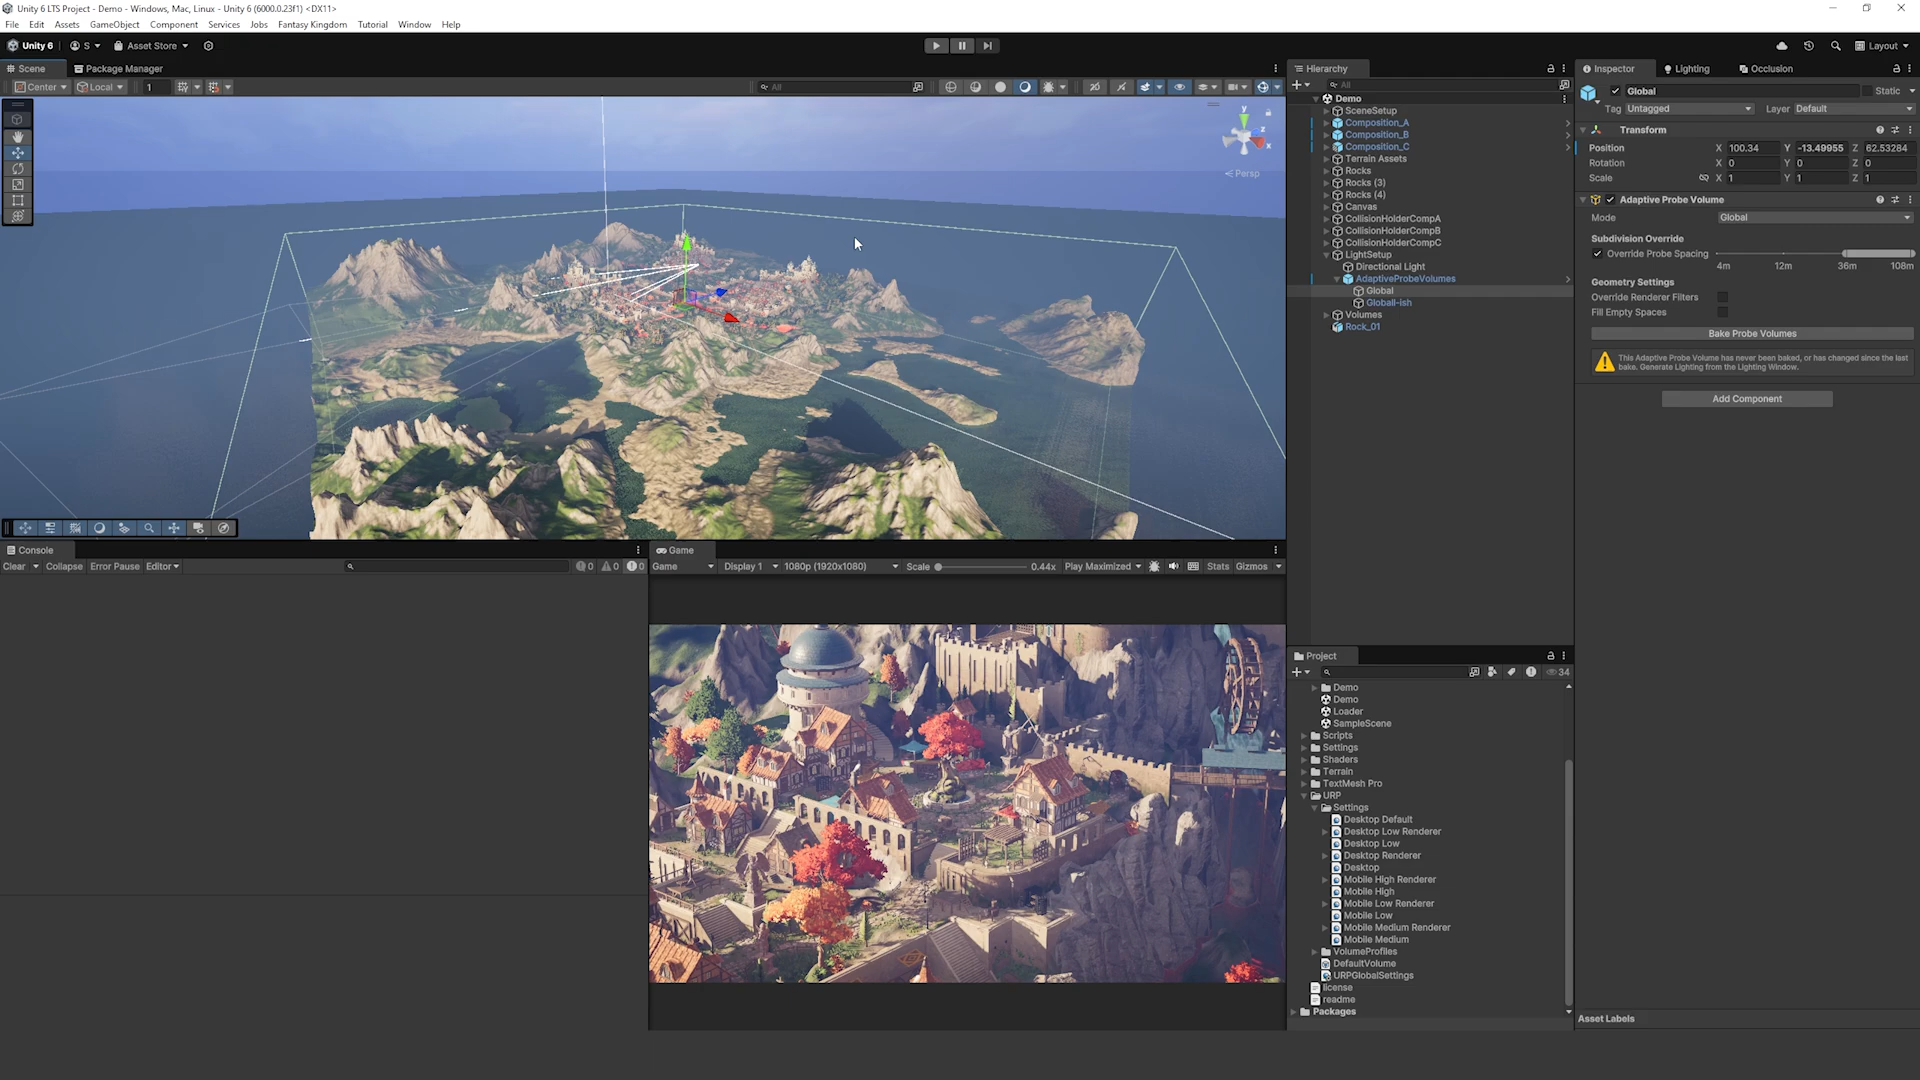 Unity 6 LTS Project - Demo - Windows, Mac, Linux - Unity 6 (6000.0.23f1) <DX11>
File Edit Assets GameObject Component Services Jobs Fantasy Kingdom Tutorial Window Help
Unity 6 S Asset Store Layout
Scene Package Manager
Center Local 1 All
Y
Z
X
Persp
Hierarchy
All
Demo
SceneSetup
Composition_A
Composition_B
Composition_C
Terrain Assets
Rocks
Rocks (3)
Rocks (4)
Canvas
CollisionHolderCompA
CollisionHolderCompB
CollisionHolderCompC
LightSetup
Directional Light
AdaptiveProbeVolumes
Global
Globall-ish
Volumes
Rock_01
Inspector Lighting Occlusion
Global Static
Tag Untagged Layer Default
Transform
Position X 100.34 Y -13.49955 Z 62.53284
Rotation X 0 Y 0 Z 0
Scale X 1 Y 1 Z 1
Adaptive Probe Volume
Mode Global
Subdivision Override
Override Probe Spacing
4m 12m 36m 108m
Geometry Settings
Override Renderer Filters
Fill Empty Spaces
Bake Probe Volumes
This Adaptive Probe Volume has never been baked, or has changed since the last
bake. Generate Lighting from the Lighting Window.
Add Component
Console
Clear Collapse Error Pause Editor 0 0 0
Game
Game Display 1 1080p (1920x1080) Scale 0.44x Play Maximized Stats Gizmos
Project
34
Demo
Demo
Loader
SampleScene
Scripts
Settings
Shaders
Terrain
TextMesh Pro
URP
Settings
Desktop Default
Desktop Low Renderer
Desktop Low
Desktop Renderer
Desktop
Mobile High Renderer
Mobile High
Mobile Low Renderer
Mobile Low
Mobile Medium Renderer
Mobile Medium
VolumeProfiles
DefaultVolume
URPGlobalSettings
license
readme
Packages
Asset Labels